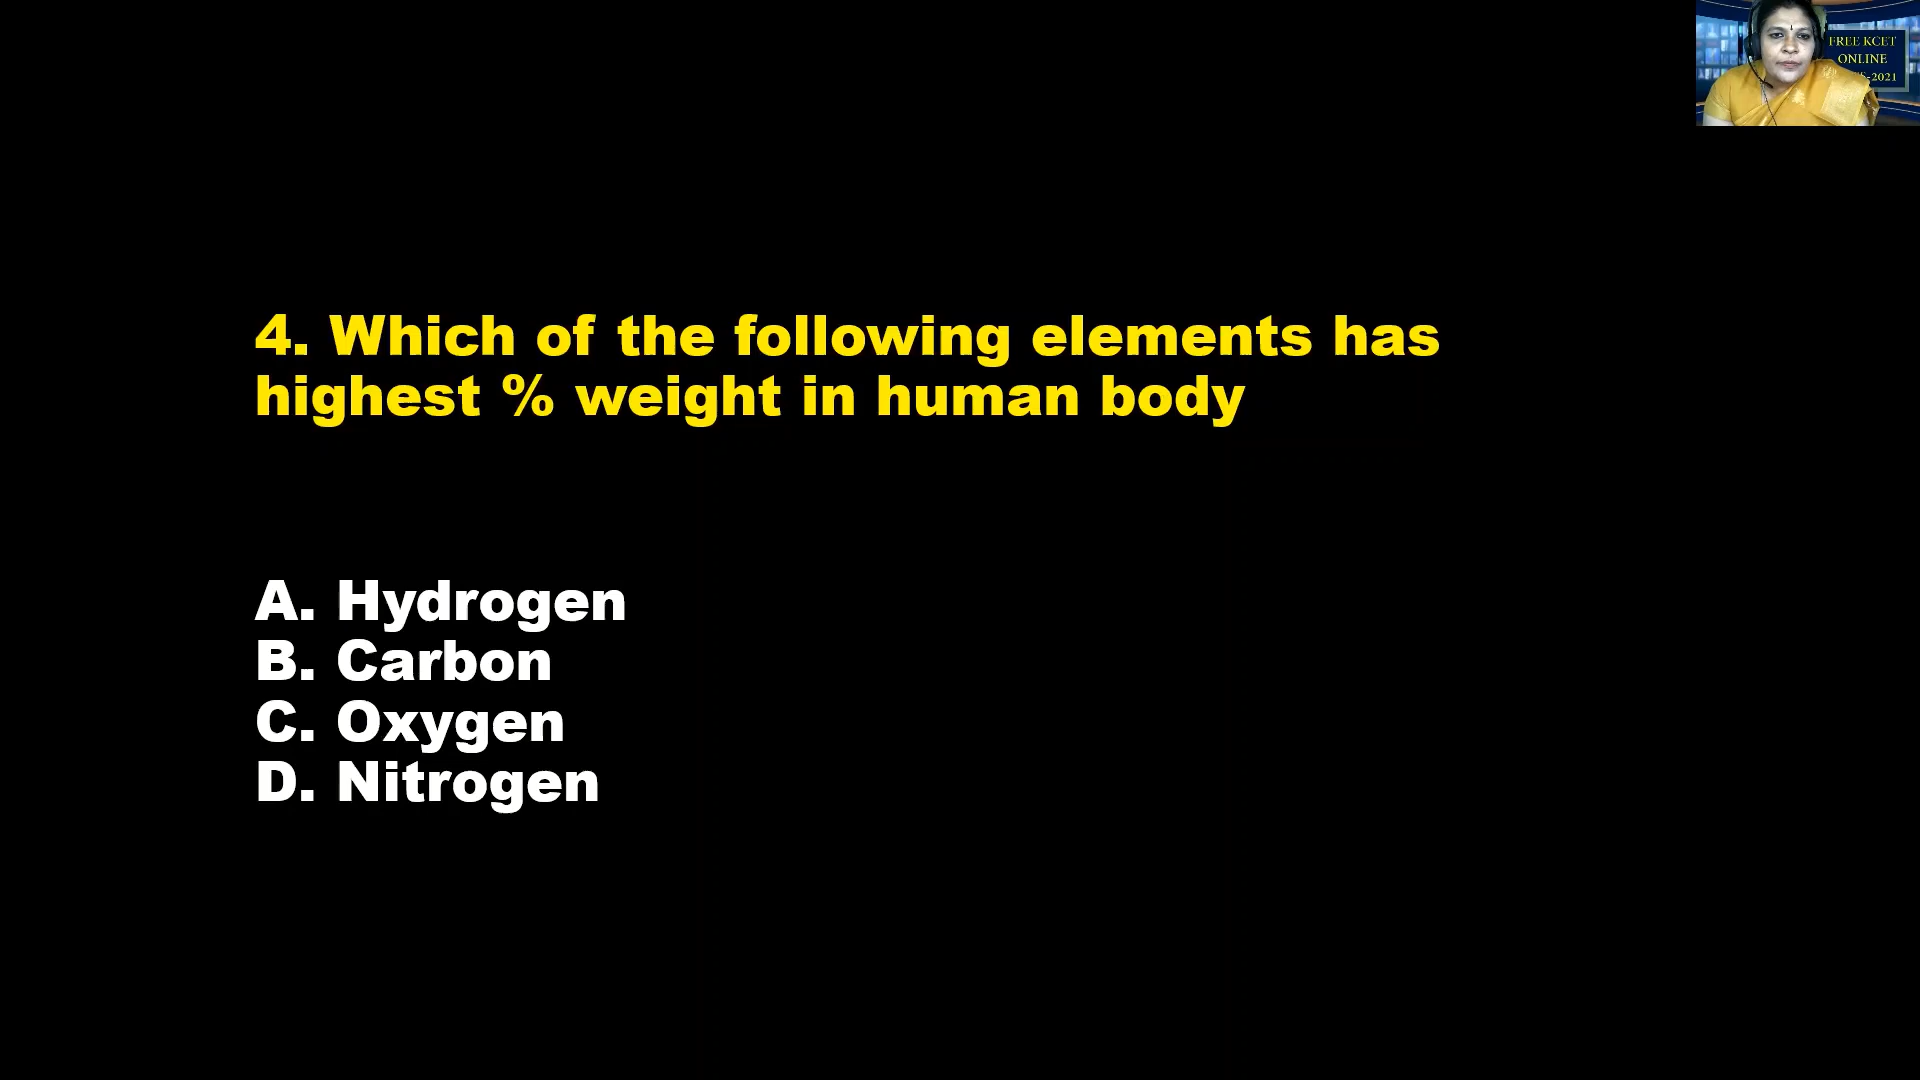 FREE KCET
ONLINE
-2021
4. Which of the following elements has
highest % weight in human body
A. Hydrogen
B. Carbon
C. Oxygen
D. Nitrogen